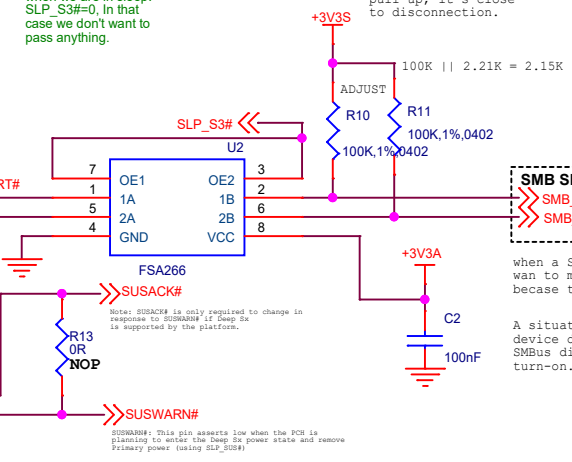 SLP_S3#=0, In that
case we don't want to
pass anything.
to disconnection.
+3V3S
100K || 2.21K = 2.15K
ADJUST
R10
R11
100K,1%,0402
100K,1%,0402
SLP_S3#
U2
7
1
5
4
OE1
1A
2A
GND
OE2
1B
2B
VCC
3
2
6
8
FSA266
RT#
SMB
SMB_
SMB
+3V3A
C2
100nF
when a S
wan to m
becase t
A situat
device d
SMBus di
turn-on.
SUSACK#
Note: SUSACK# is only required to change in
response to SUSWARN# if Deep Sx
is supported by the platform.
R13
0R
NOP
SUSWARN#
SUSWARN#: This pin asserts low when the PCH is
planning to enter the Deep Sx power state and remove
Primary power (using SLP_SUS#)